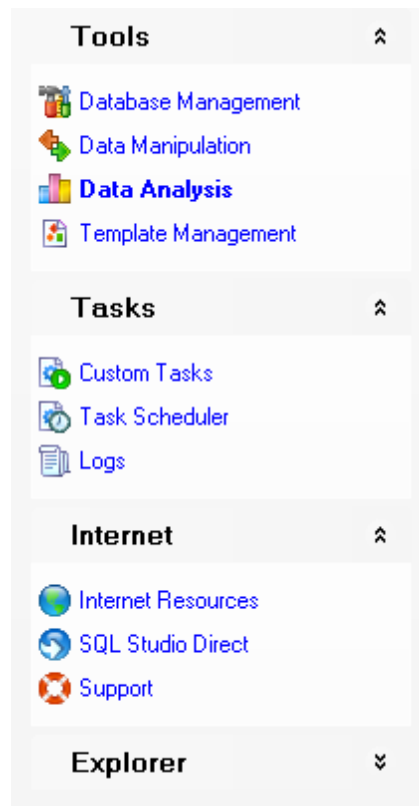 Tools
Database Management
Data Manipulation
Data Analysis
Template Management
Tasks
Custom Tasks
Task Scheduler
Logs
Internet
Internet Resources
SQL Studio Direct
Support
Explorer